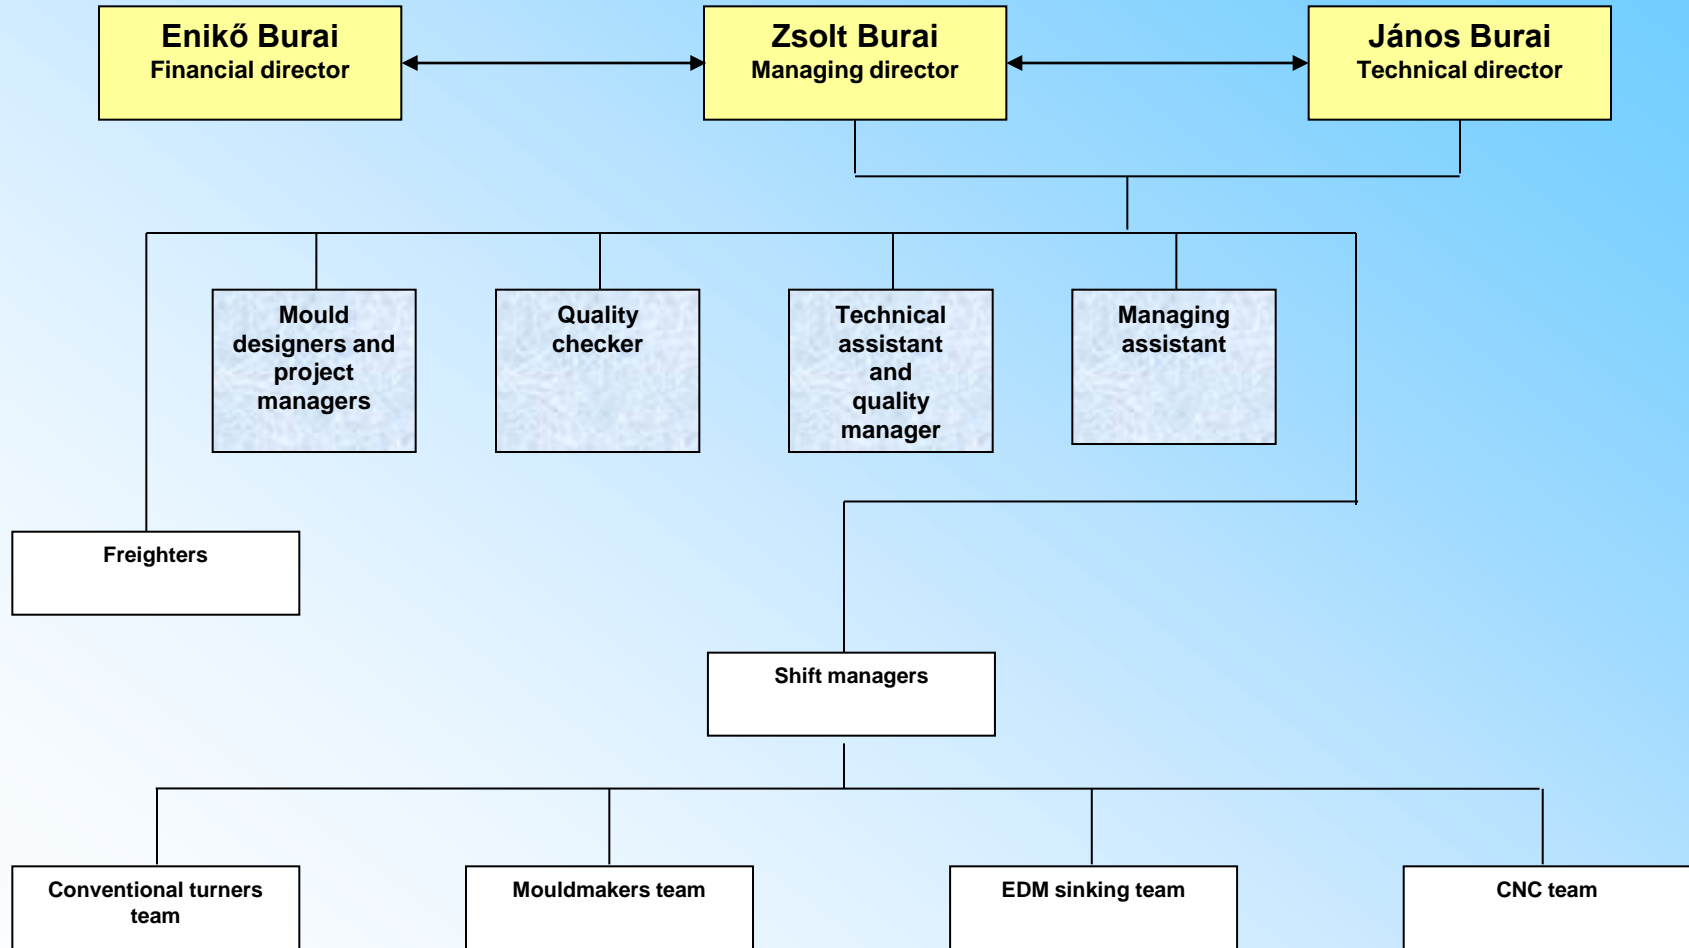 Enikő Burai
Financial director
Zsolt Burai
Managing director
János Burai
Technical director
Mould
designers and
project
managers
Quality
checker
Technical
assistant
and
quality
manager
Managing
assistant
Freighters
Shift managers
Conventional turners
team
Mouldmakers team
EDM sinking team
CNC team